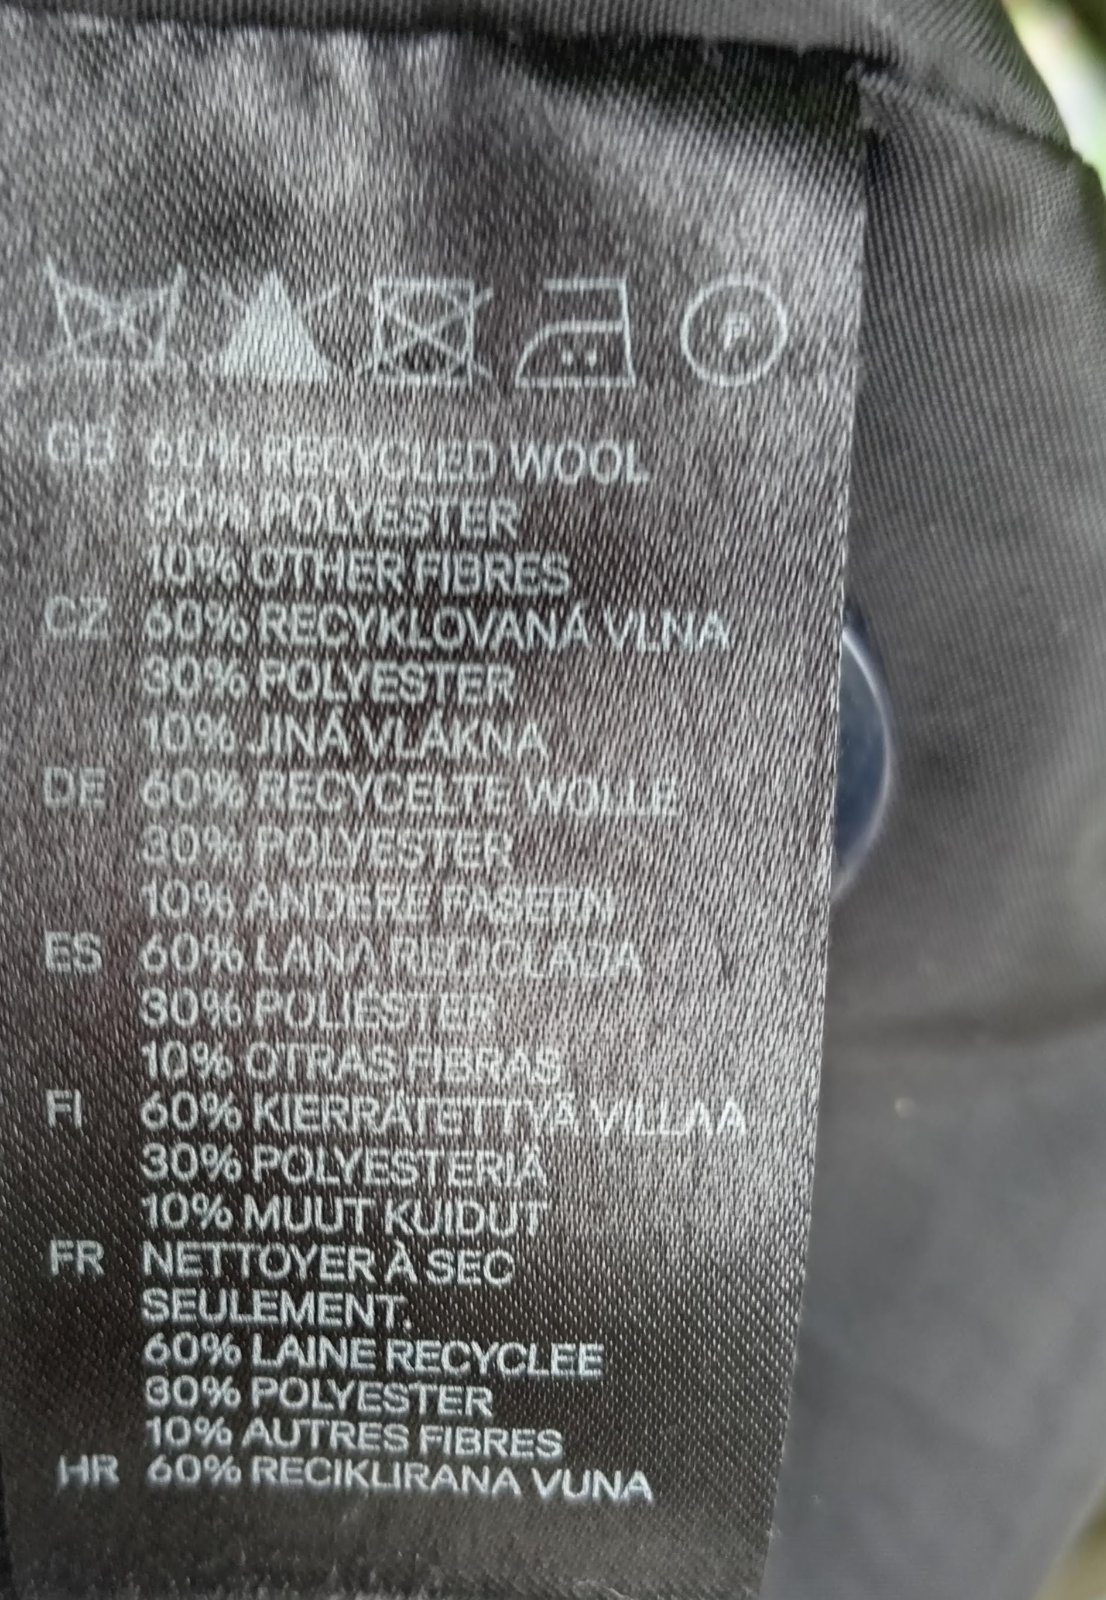 P
GB 60% RECYCLED WOOL
30% POLYESTER
10% OTHER FIBRES
CZ 60% RECYKLOVANÁ VLNA
30% POLYESTER
10% JINÁ VLÁKNA
DE 60% RECYCELTE WOLLE
30% POLYESTER
10% ANDERE FASERN
ES 60% LANA RECICLADA
30% POLIÉSTER
10% OTRAS FIBRAS
FI 60% KIERRÄTETTYÄ VILLAA
30% POLYESTERIÄ
10% MUUT KUIDUT
FR NETTOYER À SEC
SEULEMENT.
60% LAINE RECYCLEE
30% POLYESTER
10% AUTRES FIBRES
HR 60% RECIKLIRANA VUNA